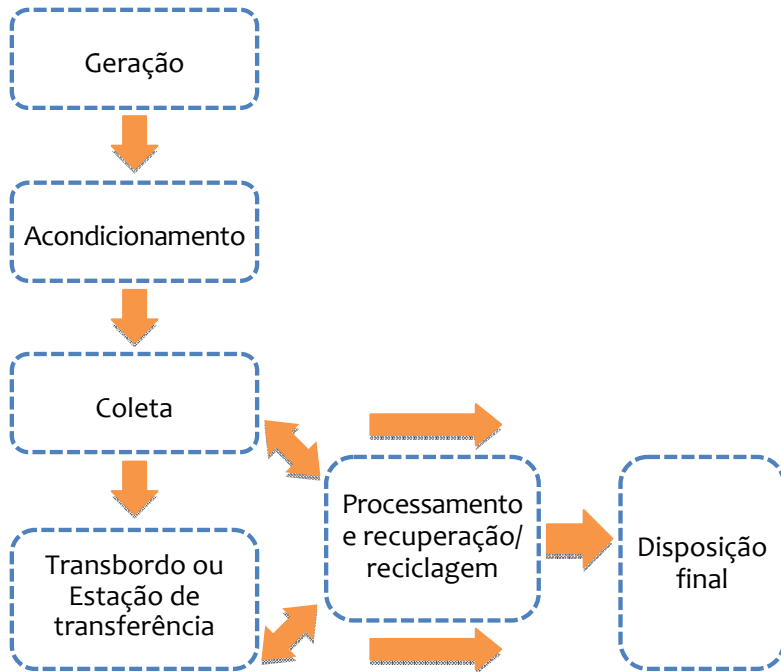 Geração
Acondicionamento
Coleta
Transbordo ou
Estação de
transferência
Processamento
e recuperação/
reciclagem
Disposição
final